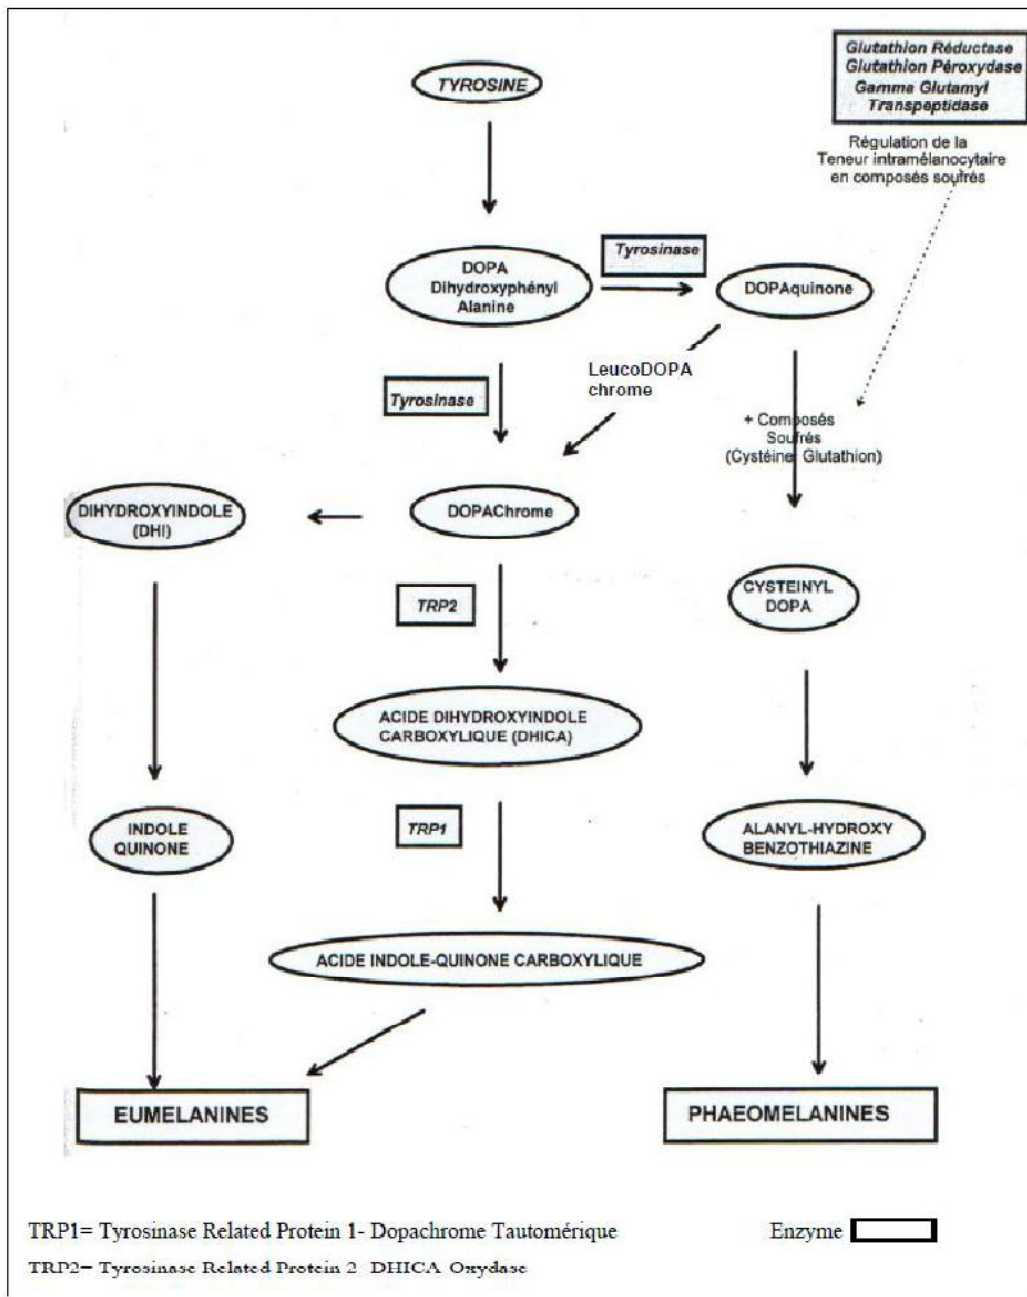 TYROSINE
Glutathion Réductase
Glutathion Péroxydase
Gamme Glutamyl
Transpeptidase
Régulation de la
Teneur intramélanocytaire
en composés soufrés
DOPA
Dihydroxyphényl
Alanine
Tyrosinase
DOPAquinone
Tyrosinase
LeucoDOPA
chrome
+ Composés
Soufrés
(Cystéine Glutathion)
DIHYDROXYINDOLE
(DHI)
DOPAChrome
TRP2
CYSTEINYL
DOPA
ACIDE DIHYDROXYINDOLE
CARBOXYLIQUE (DHICA)
INDOLE
QUINONE
TRP1
ALANYL-HYDROXY
BENZOTHIAZINE
ACIDE INDOLE-QUINONE CARBOXYLIQUE
EUMELANINES
PHAEOMELANINES
TRP1= Tyrosinase Related Protein 1- Dopachrome Tautomérique
Enzyme
TRP2= Tyrosinase Related Protein 2 DHICA Oxydase